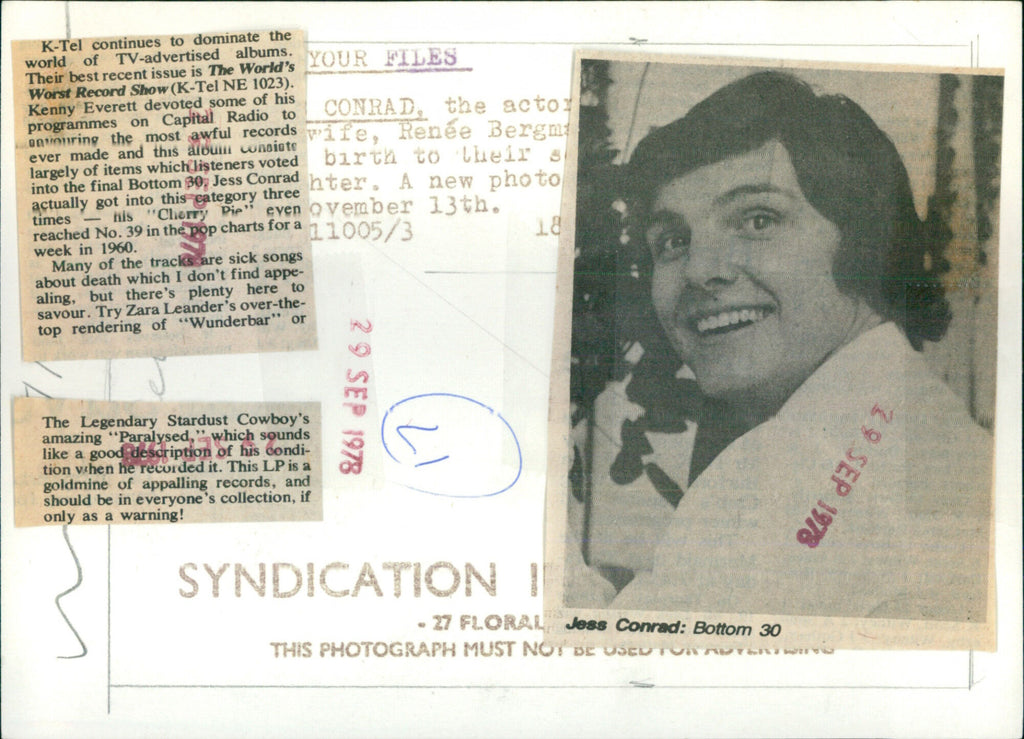 K-Tel continues to dominate the
world of TV-advertised albums.
Their best recent issue is The World's
Worst Record Show (K-Tel NE 1023).
Kenny Everett devoted some of his
programmes on Capital Radio to
the most awful records
ever made and this album consists
largely of items which listeners voted
into the final Bottom 30. Jess Conrad
actually got into this category three
times — his "Cherry Pie" even
reached No. 39 in the pop charts for a
week in 1960.
Many of the tracks are sick songs
about death which I don't find appe-
aling, but there's plenty here to
savour. Try Zara Leander's over-the-
top rendering of "Wunderbar" or
The Legendary Stardust Cowboy's
amazing "Paralysed," which sounds
like a good description of his condi-
tion when he recorded it. This LP is a
goldmine of appalling records, and
should be in everyone's collection, if
only as a warning!
YOUR FILES
CONRAD, the actor
wife, Renée Bergm
birth to their s
hter. A new photo
ovember 13th.
11005/3 18
29 SEP 1978
29 SEP 1978
29 SEP 1978
29 SEP 1978
21
SYNDICATION I
- 27 FLORAL
THIS PHOTOGRAPH MUST NOT BE USED FOR ADVERTISING
Jess Conrad: Bottom 30